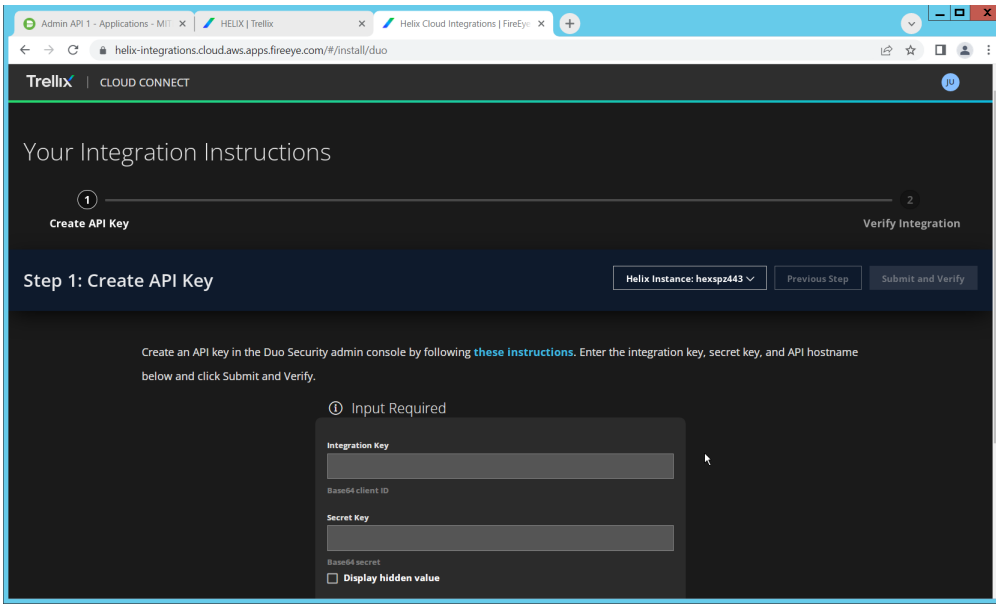 Admin API 1 - Applications - MIT
HELIX | Trellix
Helix Cloud Integrations | FireEye
helix-integrations.cloud.aws.apps.fireeye.com/#/install/duo
Trellix | CLOUD CONNECT
JU
Your Integration Instructions
1
2
Create API Key
Verify Integration
Step 1: Create API Key
Helix Instance: hexspz443
Previous Step
Submit and Verify
Create an API key in the Duo Security admin console by following these instructions. Enter the integration key, secret key, and API hostname
below and click Submit and Verify.
Input Required
Integration Key
Base64 client ID
Secret Key
Base64 secret
Display hidden value